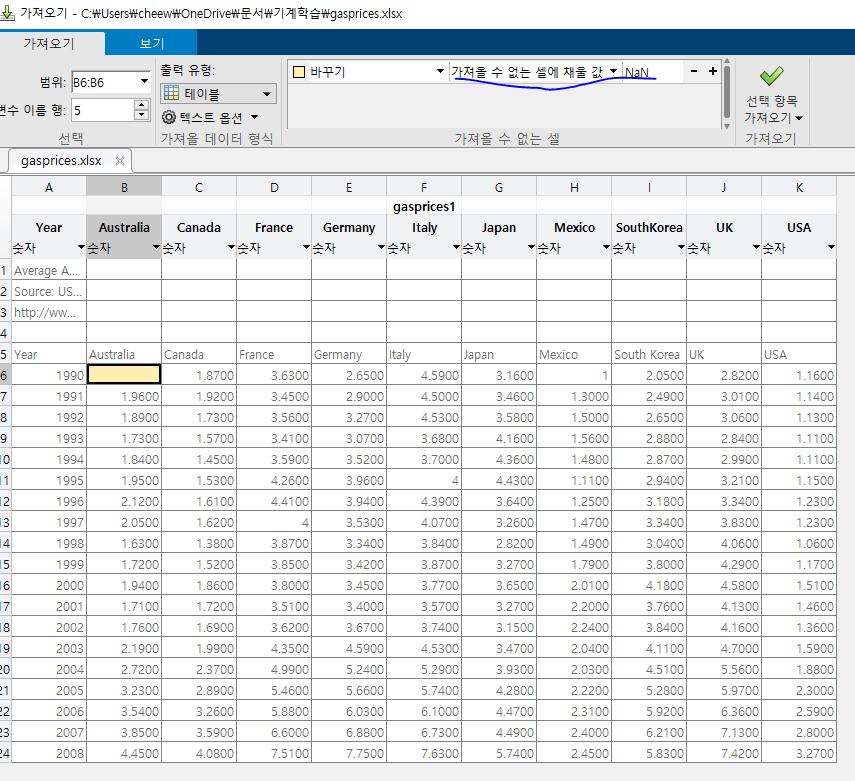 가져오기 - C:₩Users₩cheew₩OneDrive₩문서₩기계학습₩gasprices.xlsx
가져오기 보기
범위: B6:B6
변수 이름 행: 5
선택
출력 유형:
테이블
텍스트 옵션
가져올 데이터 형식
바꾸기 가져올 수 없는 셀에 채울 값 NaN - +
가져올 수 없는 셀
선택 항목
가져오기
가져오기
gasprices.xlsx
A B C D E F G H I J K
gasprices1
Year Australia Canada France Germany Italy Japan Mexico SouthKorea UK USA
숫자 숫자 숫자 숫자 숫자 숫자 숫자 숫자 숫자 숫자 숫자
1 Average A...
2 Source: US...
3 http://ww...
4
5 Year Australia Canada France Germany Italy Japan Mexico South Korea UK USA
6 1990 1.8700 3.6300 2.6500 4.5900 3.1600 1 2.0500 2.8200 1.1600
7 1991 1.9600 1.9200 3.4500 2.9000 4.5000 3.4600 1.3000 2.4900 3.0100 1.1400
8 1992 1.8900 1.7300 3.5600 3.2700 4.5300 3.5800 1.5000 2.6500 3.0600 1.1300
9 1993 1.7300 1.5700 3.4100 3.0700 3.6800 4.1600 1.5600 2.8800 2.8400 1.1100
10 1994 1.8400 1.4500 3.5900 3.5200 3.7000 4.3600 1.4800 2.8700 2.9900 1.1100
11 1995 1.9500 1.5300 4.2600 3.9600 4 4.4300 1.1100 2.9400 3.2100 1.1500
12 1996 2.1200 1.6100 4.4100 3.9400 4.3900 3.6400 1.2500 3.1800 3.3400 1.2300
13 1997 2.0500 1.6200 4 3.5300 4.0700 3.2600 1.4700 3.3400 3.8300 1.2300
14 1998 1.6300 1.3800 3.8700 3.3400 3.8400 2.8200 1.4900 3.0400 4.0600 1.0600
15 1999 1.7200 1.5200 3.8500 3.4200 3.8700 3.2700 1.7900 3.8000 4.2900 1.1700
16 2000 1.9400 1.8600 3.8000 3.4500 3.7700 3.6500 2.0100 4.1800 4.5800 1.5100
17 2001 1.7100 1.7200 3.5100 3.4000 3.5700 3.2700 2.2000 3.7600 4.1300 1.4600
18 2002 1.7600 1.6900 3.6200 3.6700 3.7400 3.1500 2.2400 3.8400 4.1600 1.3600
19 2003 2.1900 1.9900 4.3500 4.5900 4.5300 3.4700 2.0400 4.1100 4.7000 1.5900
20 2004 2.7200 2.3700 4.9900 5.2400 5.2900 3.9300 2.0300 4.5100 5.5600 1.8800
21 2005 3.2300 2.8900 5.4600 5.6600 5.7400 4.2800 2.2200 5.2800 5.9700 2.3000
22 2006 3.5400 3.2600 5.8800 6.0300 6.1000 4.4700 2.3100 5.9200 6.3600 2.5900
23 2007 3.8500 3.5900 6.6000 6.8800 6.7300 4.4900 2.4000 6.2100 7.1300 2.8000
24 2008 4.4500 4.0800 7.5100 7.7500 7.6300 5.7400 2.4500 5.8300 7.4200 3.2700